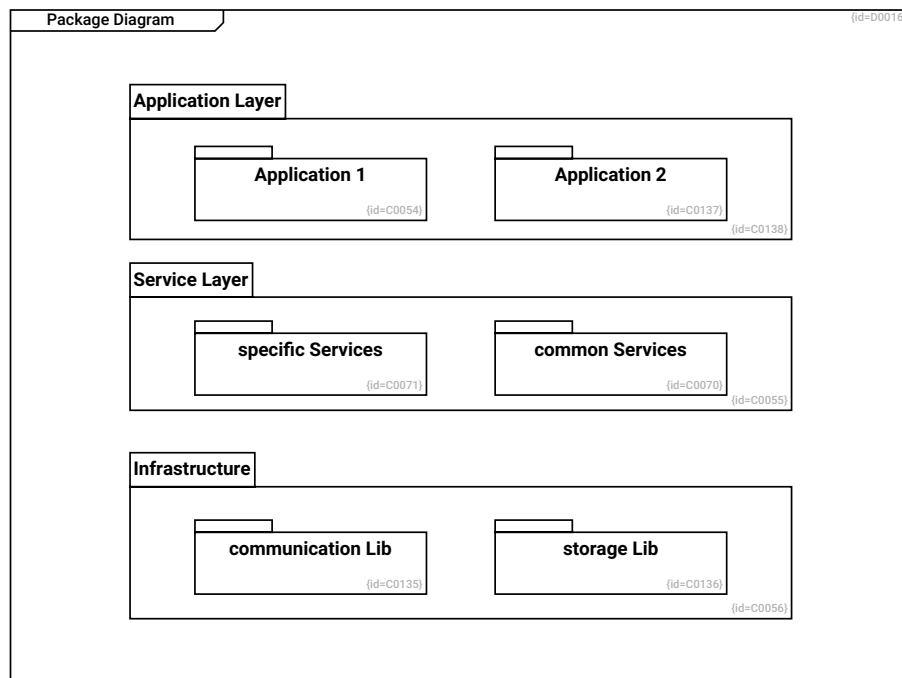 Package Diagram
{id=D0016
Application Layer
Application 1
{id=C0054}
Application 2
{id=C0137}
{id=C0138}
Service Layer
specific Services
{id=C0071}
common Services
{id=C0070}
{id=C0055}
Infrastructure
communication Lib
{id=C0135}
storage Lib
{id=C0136}
{id=C0056}